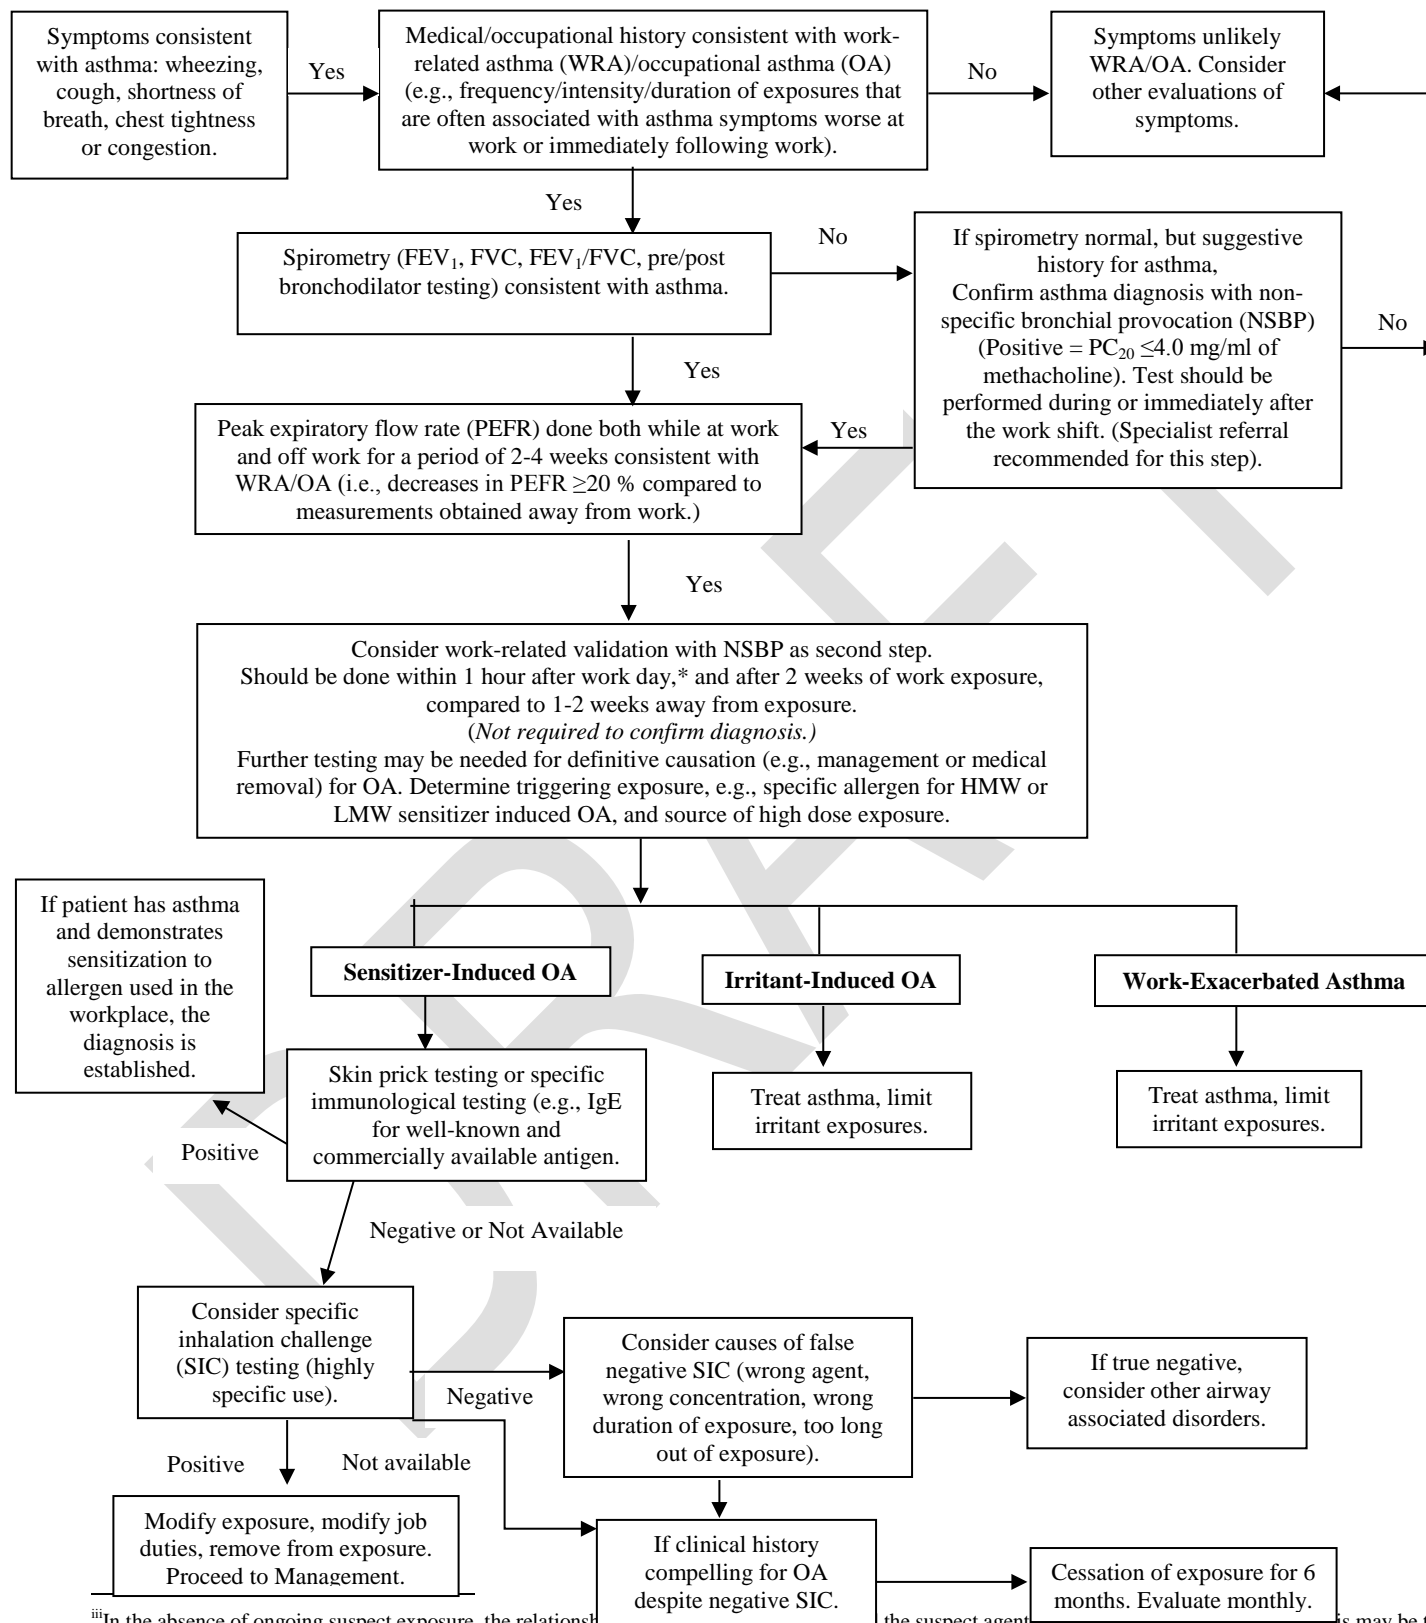 Symptoms consistent
with asthma: wheezing,
cough, shortness of
breath, chest tightness
or congestion.
Yes
Medical/occupational history consistent with work-
related asthma (WRA)/occupational asthma (OA)
(e.g., frequency/intensity/duration of exposures that
are often associated with asthma symptoms worse at
work or immediately following work).
No
Symptoms unlikely
WRA/OA. Consider
other evaluations of
symptoms.
Yes
Spirometry (FEV₁, FVC, FEV₁/FVC, pre/post
bronchodilator testing) consistent with asthma.
No
If spirometry normal, but suggestive
history for asthma,
Confirm asthma diagnosis with non-
specific bronchial provocation (NSBP)
(Positive = PC₂₀ ≤4.0 mg/ml of
methacholine). Test should be
performed during or immediately after
the work shift. (Specialist referral
recommended for this step).
No
Yes
Yes
Peak expiratory flow rate (PEFR) done both while at work
and off work for a period of 2-4 weeks consistent with
WRA/OA (i.e., decreases in PEFR ≥20 % compared to
measurements obtained away from work.)
Yes
Consider work-related validation with NSBP as second step.
Should be done within 1 hour after work day,* and after 2 weeks of work exposure,
compared to 1-2 weeks away from exposure.
(Not required to confirm diagnosis.)
Further testing may be needed for definitive causation (e.g., management or medical
removal) for OA. Determine triggering exposure, e.g., specific allergen for HMW or
LMW sensitizer induced OA, and source of high dose exposure.
If patient has asthma
and demonstrates
sensitization to
allergen used in the
workplace, the
diagnosis is
established.
Sensitizer-Induced OA
Irritant-Induced OA
Work-Exacerbated Asthma
Skin prick testing or specific
immunological testing (e.g., IgE
for well-known and
commercially available antigen.
Treat asthma, limit
irritant exposures.
Treat asthma, limit
irritant exposures.
Positive
Negative or Not Available
Consider specific
inhalation challenge
(SIC) testing (highly
specific use).
Negative
Consider causes of false
negative SIC (wrong agent,
wrong concentration, wrong
duration of exposure, too long
out of exposure).
If true negative,
consider other airway
associated disorders.
Positive
Not available
Modify exposure, modify job
duties, remove from exposure.
Proceed to Management.
If clinical history
compelling for OA
despite negative SIC.
Cessation of exposure for 6
months. Evaluate monthly.
ⁱⁱⁱIn the absence of ongoing suspect exposure, the the suspect agent may be
DRAFT